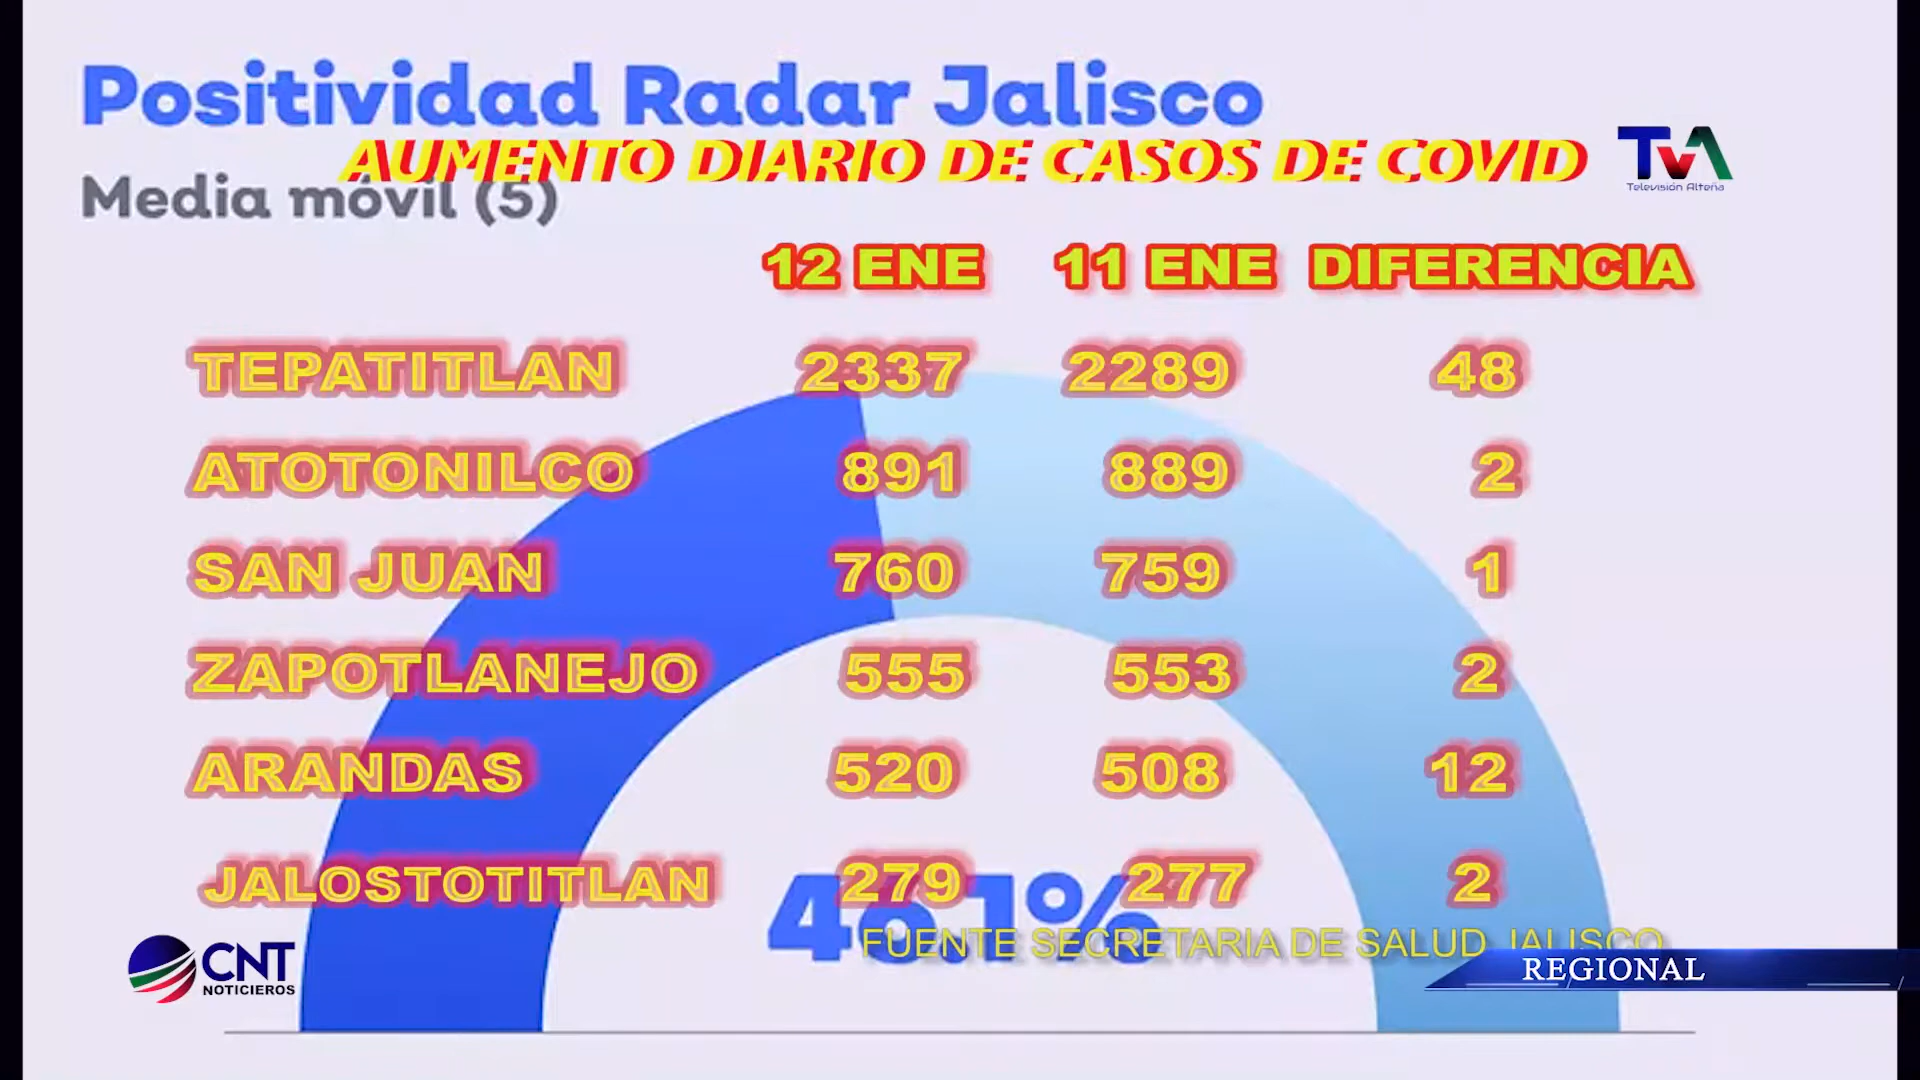 Positividad Radar Jalisco
AUMENTO DIARIO DE CASOS DE COVID
TVA
Televisión Alteña
Media móvil (5)
12 ENE 11 ENE DIFERENCIA
TEPATITLAN 2337 2289 48
ATOTONILCO 891 889 2
SAN JUAN 760 759 1
ZAPOTLANEJO 555 553 2
ARANDAS 520 508 12
JALOSTOTITLAN 279 277 2
46.1%
FUENTE SECRETARIA DE SALUD JALISCO
CNT
NOTICIEROS
REGIONAL